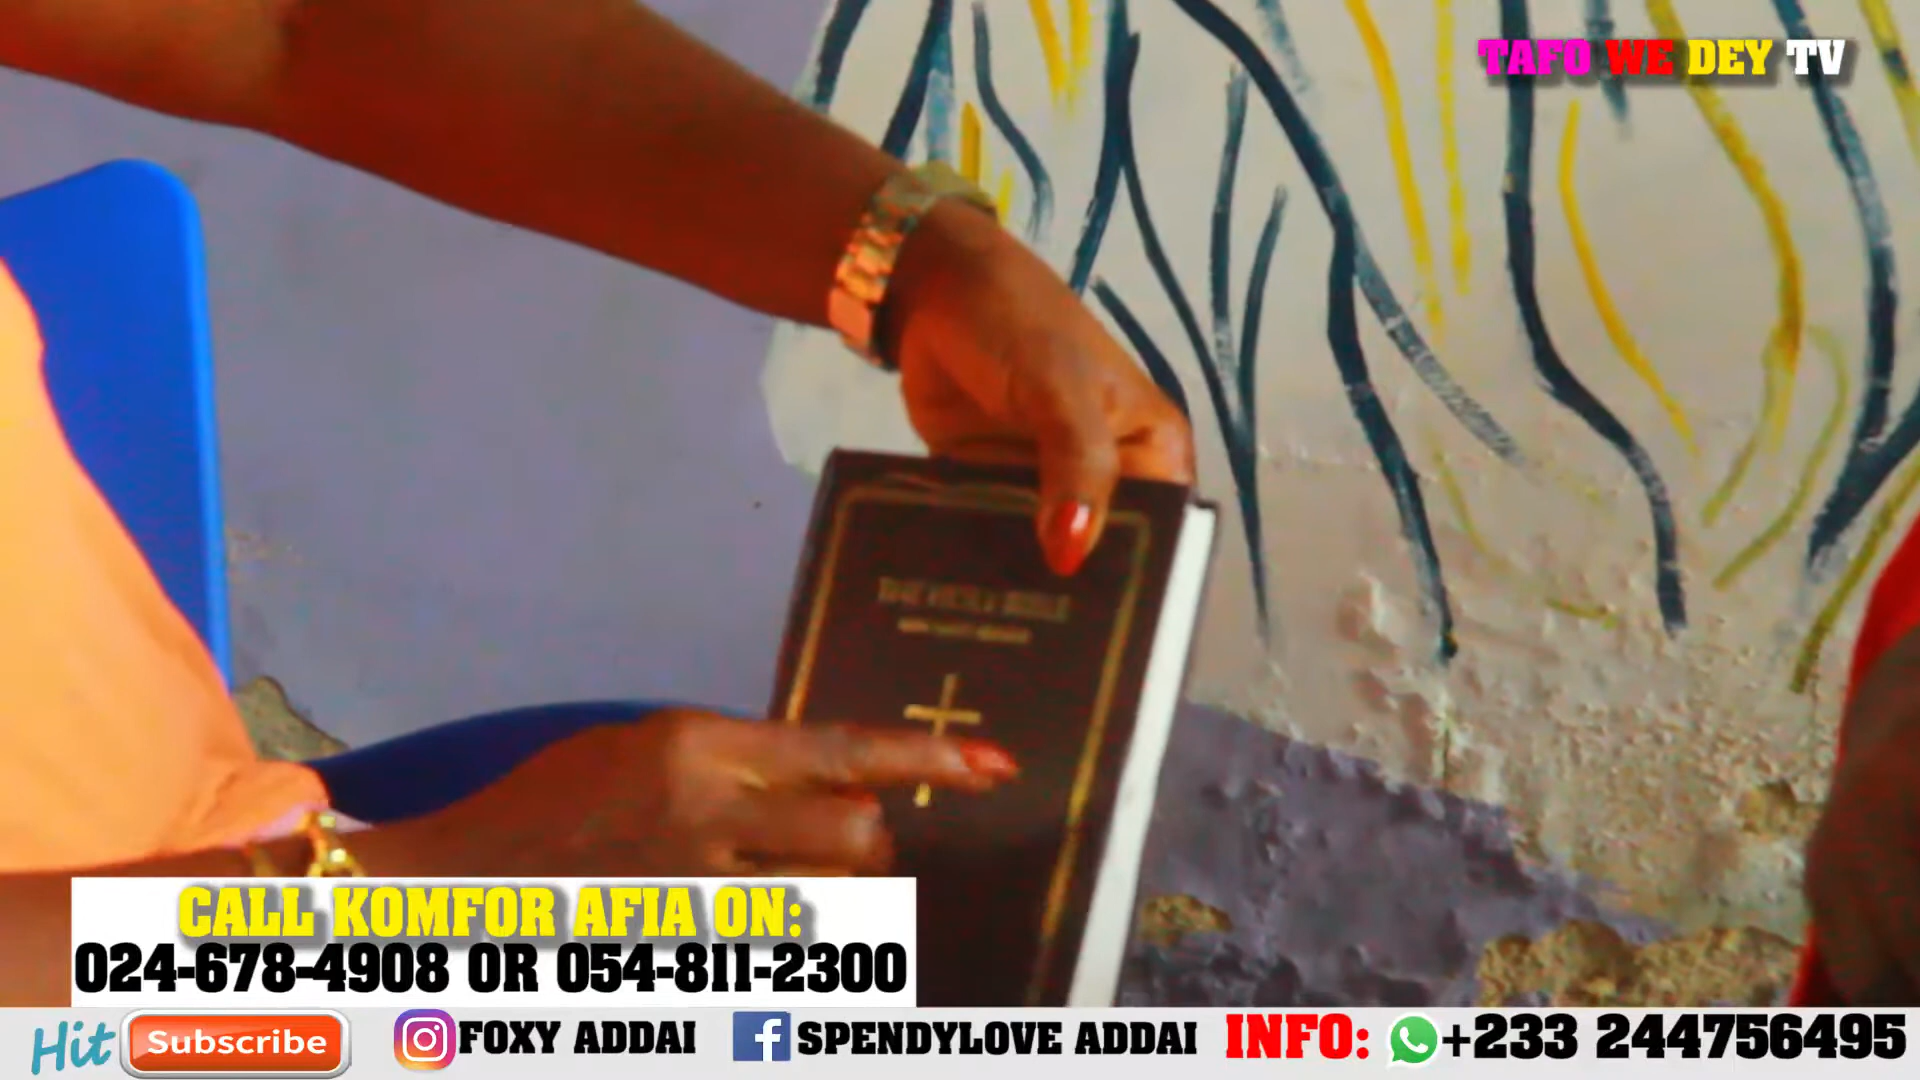 TAFO WE DEY TV
THE HOLY BIBLE
CALL KOMFOR AFIA ON:
024-678-4908 OR 054-811-2300
Hit Subscribe FOXY ADDAI SPENDYLOVE ADDAI INFO: +233 244756495